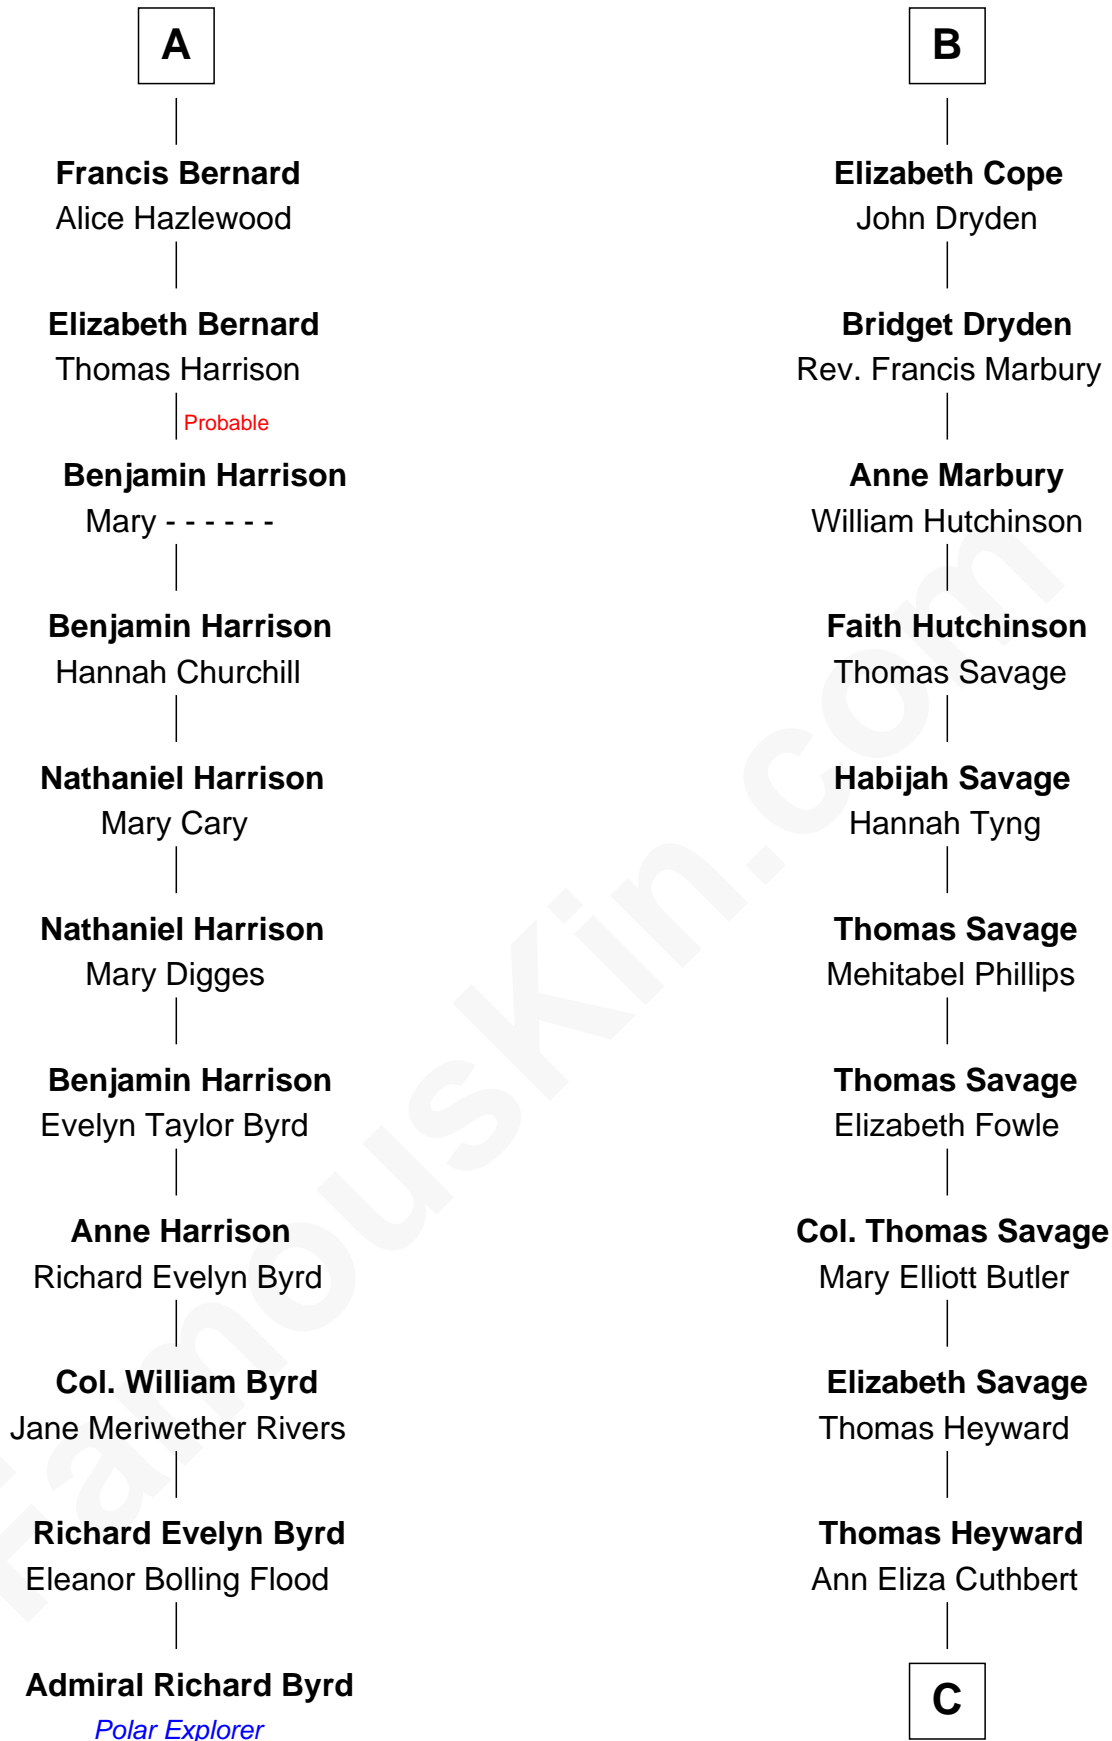 A
Francis Bernard
Alice Hazlewood
Elizabeth Bernard
Thomas Harrison
Probable
Benjamin Harrison
Mary - - - - - -
Benjamin Harrison
Hannah Churchill
Nathaniel Harrison
Mary Cary
Nathaniel Harrison
Mary Digges
Benjamin Harrison
Evelyn Taylor Byrd
Anne Harrison
Richard Evelyn Byrd
Col. William Byrd
Jane Meriwether Rivers
Richard Evelyn Byrd
Eleanor Bolling Flood
Admiral Richard Byrd
Polar Explorer
B
Elizabeth Cope
John Dryden
Bridget Dryden
Rev. Francis Marbury
Anne Marbury
William Hutchinson
Faith Hutchinson
Thomas Savage
Habijah Savage
Hannah Tyng
Thomas Savage
Mehitabel Phillips
Thomas Savage
Elizabeth Fowle
Col. Thomas Savage
Mary Elliott Butler
Elizabeth Savage
Thomas Heyward
Thomas Heyward
Ann Eliza Cuthbert
C
FamousKin.com